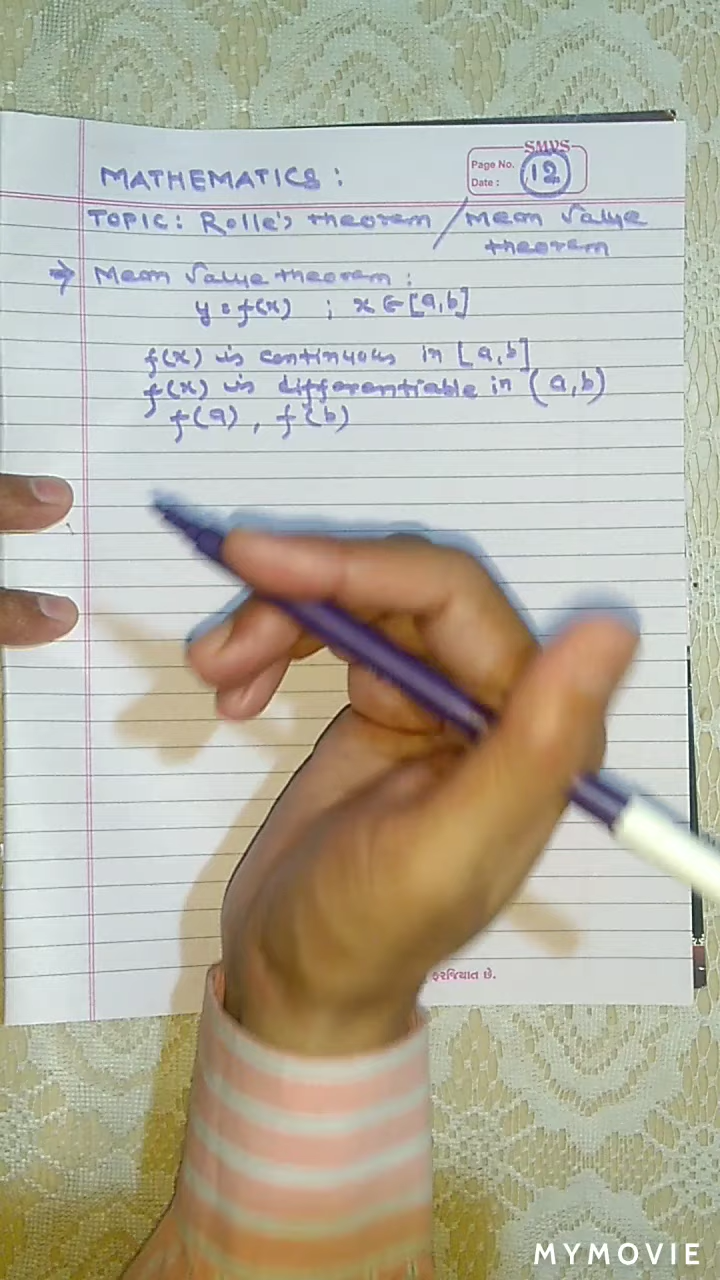 SMVS
Page No.
Date :
12
MATHEMATICS :
TOPIC : Rolle's theorem / Mean Value
theorem
⇒ Mean Value theorem :
y = f(x) ; x ∈ [a,b]
f(x) is continuous in [a,b]
f(x) is differentiable in (a,b)
f(a) , f(b)
ફરજિયાત છે.
MYMOVIE